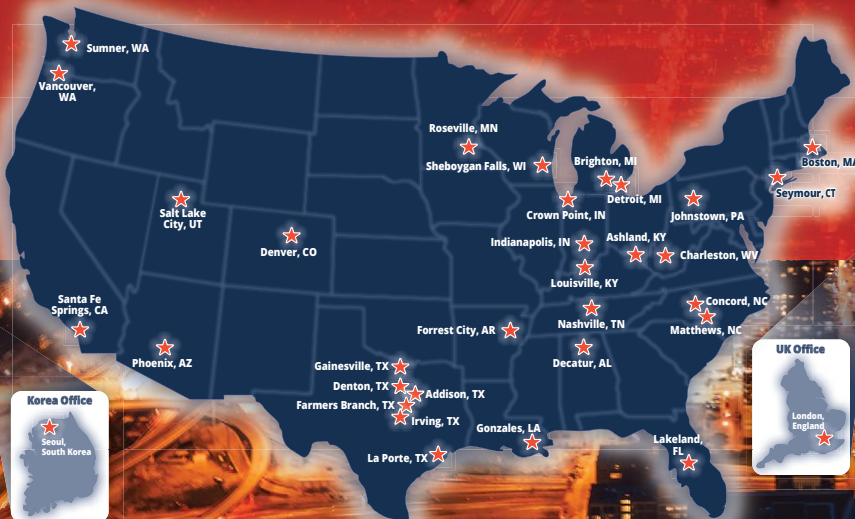 Sumner, WA
Vancouver,
WA
Roseville, MN
Sheboygan Falls, WI
Brighton, MI
Detroit, MI
Boston, MA
Seymour, CT
Salt Lake
City, UT
Crown Point, IN
Johnstown, PA
Denver, CO
Indianapolis, IN
Ashland, KY
Charleston, WV
Louisville, KY
Santa Fe
Springs, CA
Concord, NC
Nashville, TN
Matthews, NC
Forrest City, AR
Phoenix, AZ
Decatur, AL
Gainesville, TX
Denton, TX
Addison, TX
Farmers Branch, TX
Irving, TX
Gonzales, LA
La Porte, TX
Lakeland,
FL
Korea Office
Seoul,
South Korea
UK Office
London,
England